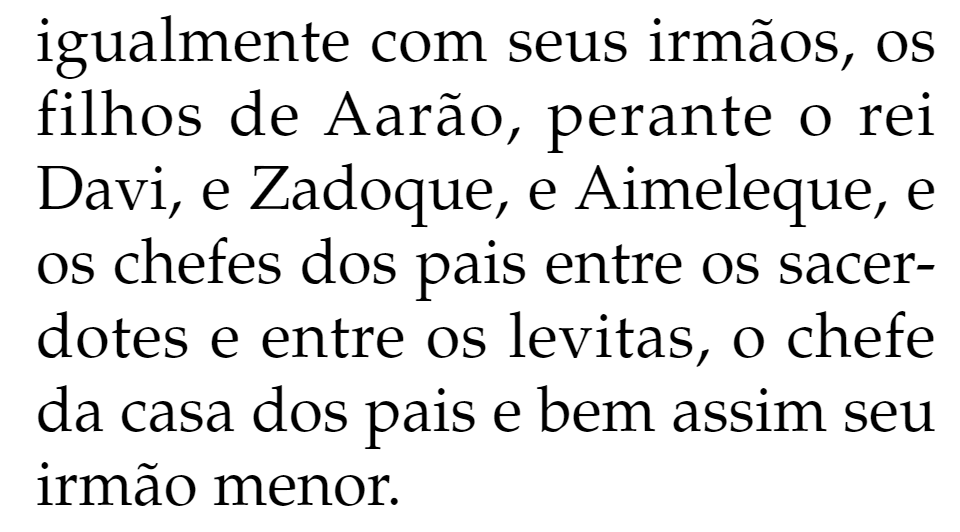 igualmente com seus irmãos, os
filhos de Aarão, perante o rei
Davi, e Zadoque, e Aimeleque, e
os chefes dos pais entre os sacer-
dotes e entre os levitas, o chefe
da casa dos pais e bem assim seu
irmão menor.